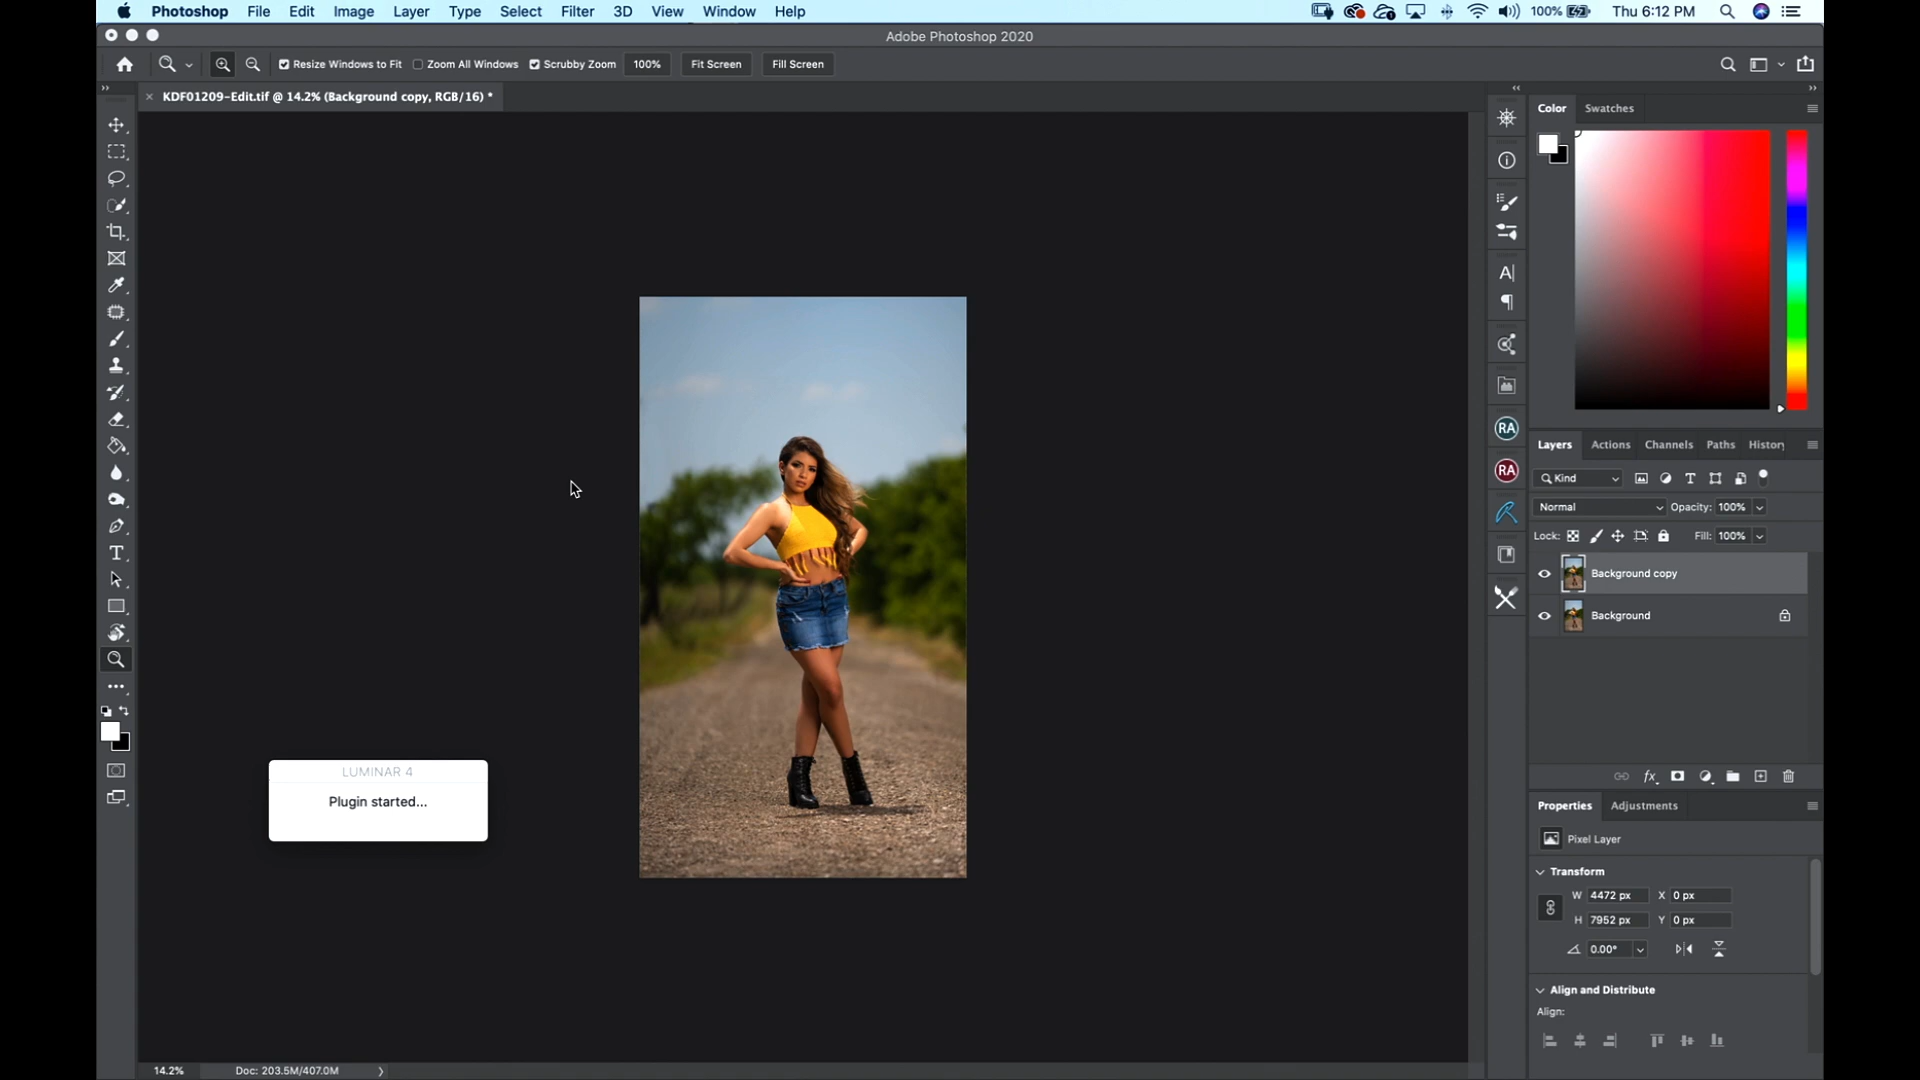 Photoshop File Edit Image Layer Type Select Filter 3D View Window Help 100% Thu 6:12 PM
Adobe Photoshop 2020
Resize Windows to Fit Zoom All Windows Scrubby Zoom 100% Fit Screen Fill Screen
× KDF01209-Edit.tif @ 14.2% (Background copy, RGB/16) *
Color Swatches
A|
RA
RA
Layers Actions Channels Paths History
Kind
Normal Opacity: 100%
Lock: Fill: 100%
Background copy
Background
fx
LUMINAR 4
Plugin started...
Properties Adjustments
Pixel Layer
Transform
W 4472 px X 0 px
H 7952 px Y 0 px
0.00°
Align and Distribute
Align:
14.2% Doc: 203.5M/407.0M